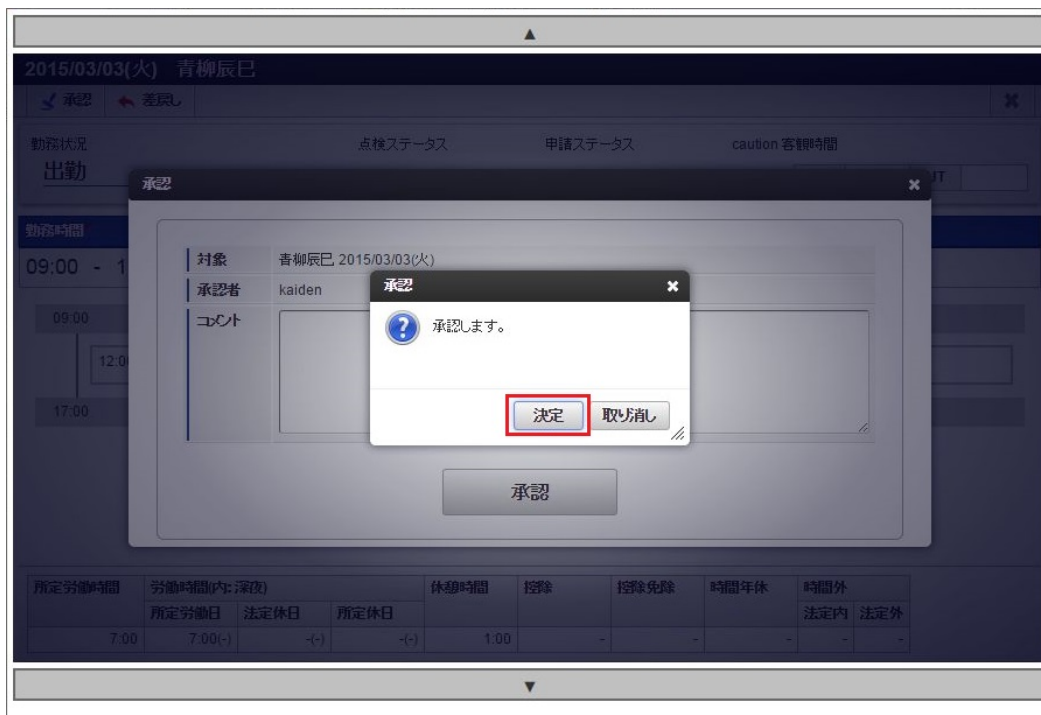 ▲
2015/03/03(火) 青柳辰巳
承認 差戻し
勤務状況 点検ステータス 申請ステータス caution 客観時間
出勤
承認
勤務時間
09:00 - 1
対象 青柳辰巳 2015/03/03(火)
承認者 kaiden
コメント
承認
承認します。
決定 取り消し
09:00
12:0
17:00
承認
所定労働時間 労働時間(内:深夜) 休憩時間 控除 控除免除 時間年休 時間外
所定労働日 法定休日 所定休日 法定内 法定外
7:00 7:00(-) -(-) -(-) 1:00 - - - - -
▼